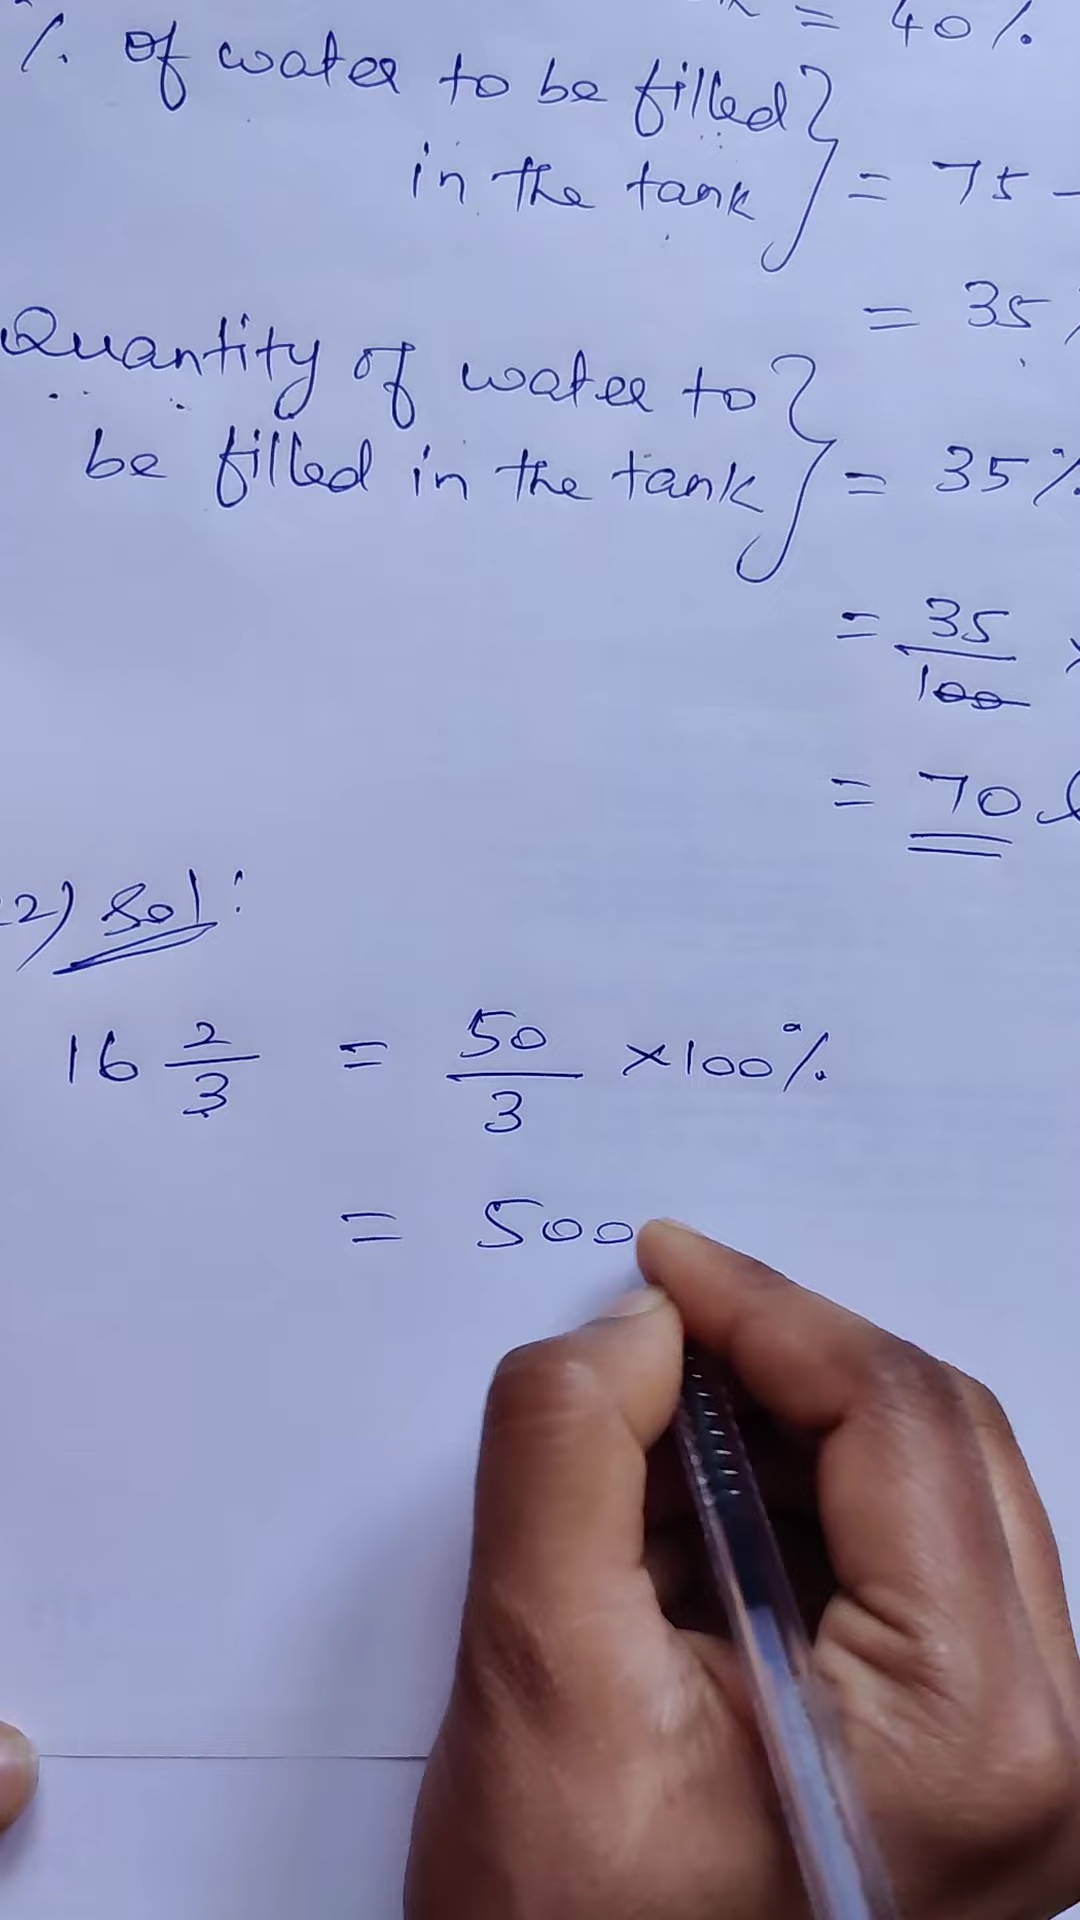 = 40%
% of water to be filled
in the tank } = 75 -
= 35%
Quantity of water to
be filled in the tank } = 35%
= 35/100 ×
= 70 l
2) Sol:
16 2/3 = 50/3 ×100%
= 500